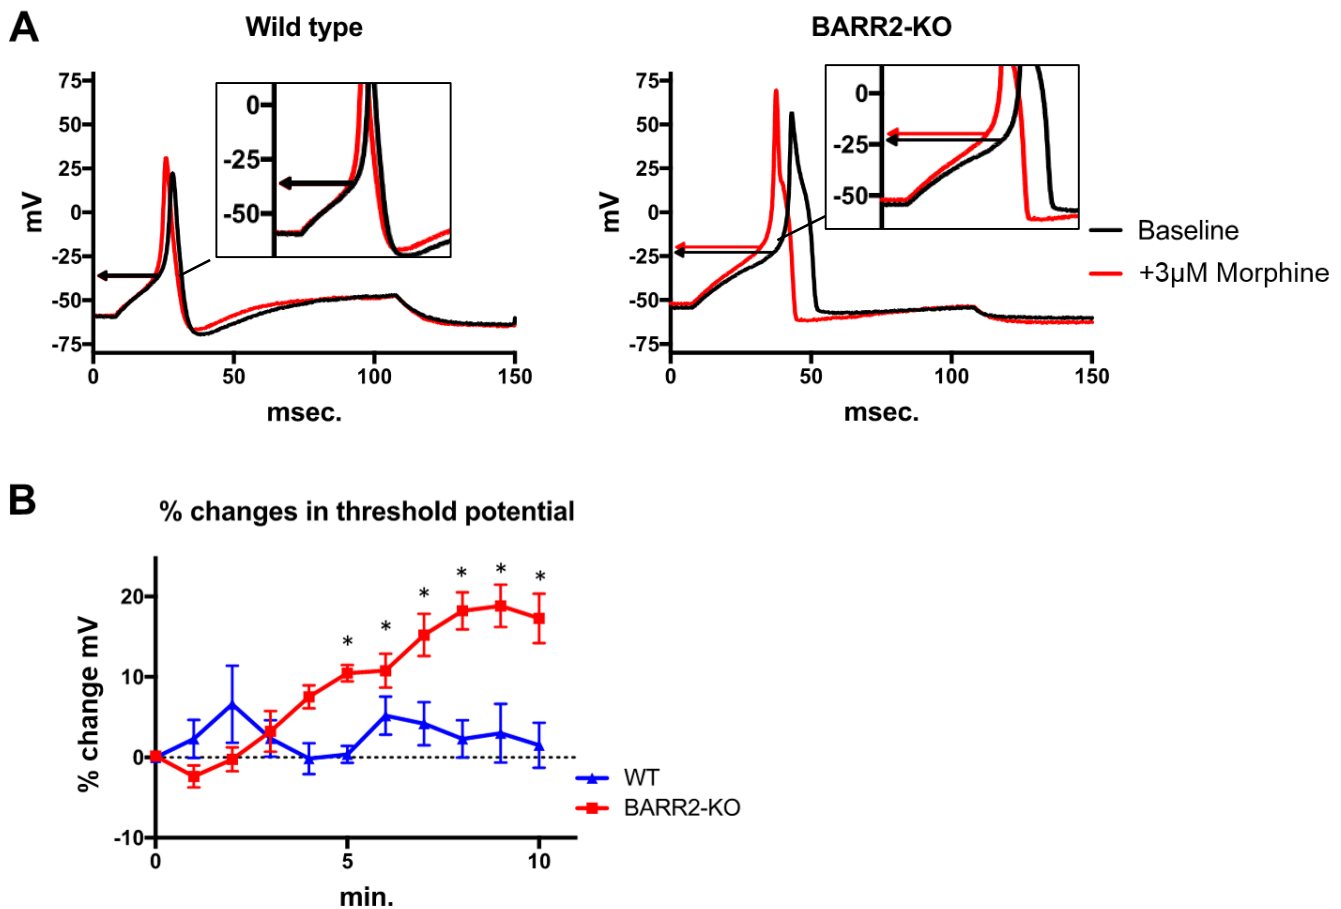 A
Wild type
BARR2-KO
75
50
25
0
-25
-50
-75
mV
0
-25
-50
0
50
100
150
msec.
75
50
25
0
-25
-50
-75
mV
0
-25
-50
0
50
100
150
msec.
Baseline
+3µM Morphine
B
% changes in threshold potential
20
10
0
-10
% change mV
* * * * * *
0
5
10
min.
WT
BARR2-KO